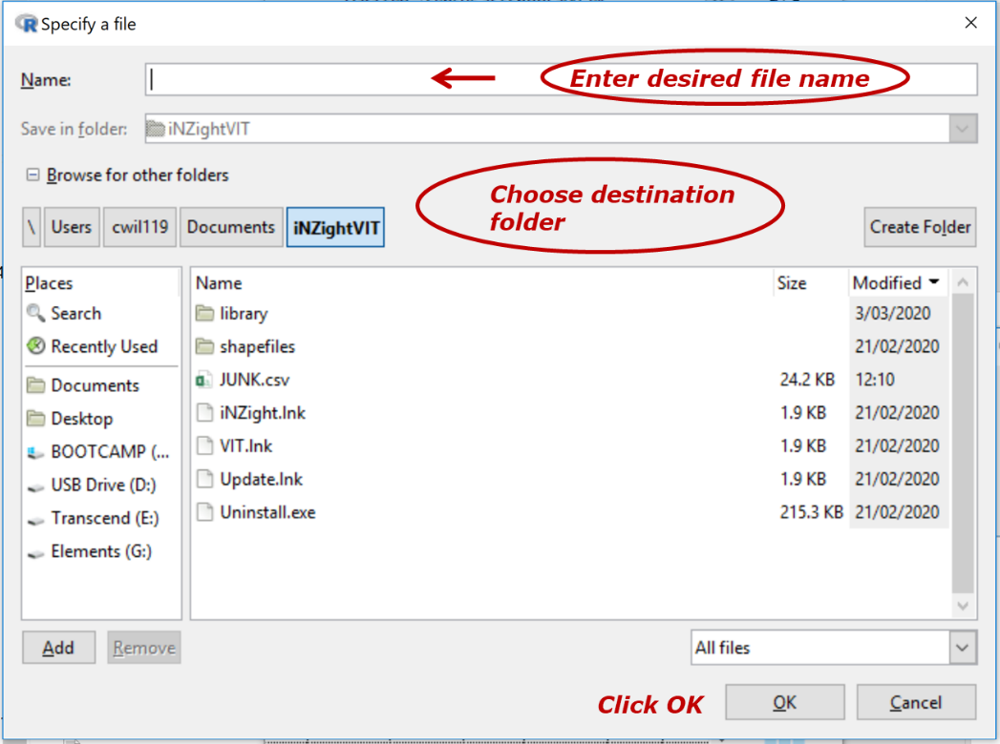 Specify a file
Name:
Enter desired file name
Save in folder: iNZightVIT
Browse for other folders
Choose destination
folder
\ Users cwil119 Documents iNZightVIT
Create Folder
Places
Name Size Modified
Search
library 3/03/2020
Recently Used
shapefiles 21/02/2020
Documents
JUNK.csv 24.2 KB 12:10
Desktop
iNZight.lnk 1.9 KB 21/02/2020
BOOTCAMP (...
VIT.lnk 1.9 KB 21/02/2020
USB Drive (D:)
Update.lnk 1.9 KB 21/02/2020
Transcend (E:)
Uninstall.exe 215.3 KB 21/02/2020
Elements (G:)
Add Remove
All files
Click OK
OK Cancel